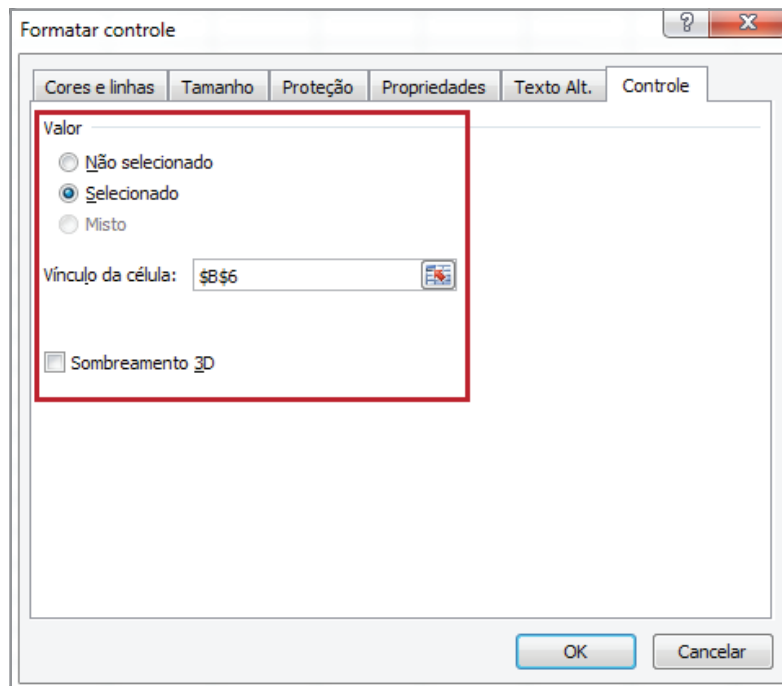 Formatar controle
Cores e linhas Tamanho Proteção Propriedades Texto Alt. Controle
Valor
Não selecionado
Selecionado
Misto
Vínculo da célula: $B$6
Sombreamento 3D
OK Cancelar